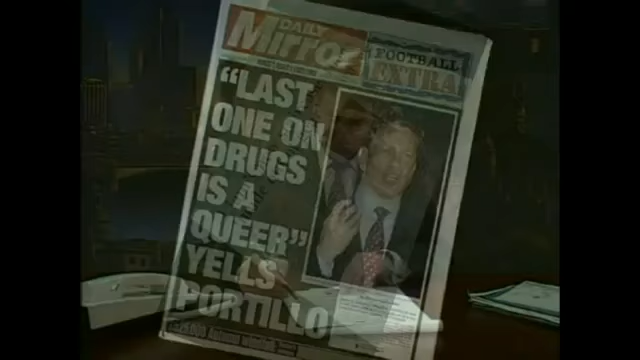 DAILY
Mirror
FOOTBALL
EXTRA
“LAST
ONE ON
DRUGS
IS A
QUEER”
YELLS
PORTILLO